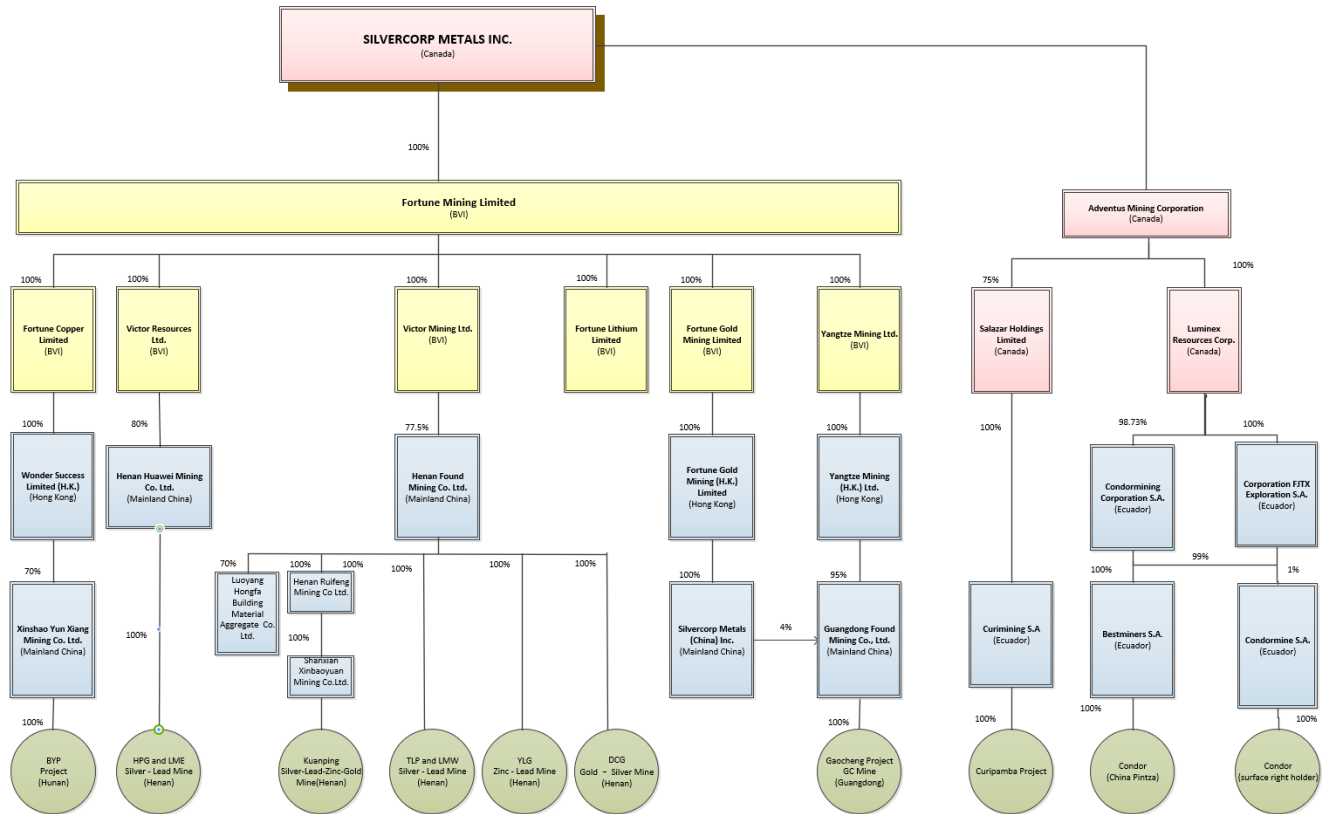 SILVERCORP METALS INC.
(Canada)
100%
Fortune Mining Limited
(BVI)
Adventus Mining Corporation
(Canada)
100%
100%
100%
100%
100%
100%
75%
100%
Fortune Copper
Limited
(BVI)
Victor Resources
Ltd.
(BVI)
Victor Mining Ltd.
(BVI)
Fortune Lithium
Limited
(BVI)
Fortune Gold
Mining Limited
(BVI)
Yangtze Mining Ltd.
(BVI)
Salazar Holdings
Limited
(Canada)
Luminex
Resources Corp.
(Canada)
100%
80%
77.5%
100%
100%
100%
98.73%
100%
Wonder Success
Limited (H.K.)
(Hong Kong)
Henan Huawei Mining
Co. Ltd.
(Mainland China)
Henan Found
Mining Co. Ltd.
(Mainland China)
Fortune Gold
Mining (H.K.)
Limited
(Hong Kong)
Yangtze Mining
(H.K.) Ltd.
(Hong Kong)
Condormining
Corporation S.A.
(Ecuador)
Corporation FJTX
Exploration S.A.
(Ecuador)
70%
100%
70%
100%
100%
100%
100%
100%
100%
95%
100%
99%
1%
Xinshao Yun Xiang
Mining Co. Ltd.
(Mainland China)
Luoyang
Hongfa
Building
Material
Aggregate Co.
Ltd.
Henan Ruifeng
Mining Co Ltd.
100%
Shanxian
Xinbaoyuan
Mining Co.Ltd.
Silvercorp Metals
(China) Inc.
(Mainland China)
4%
Guangdong Found
Mining Co., Ltd.
(Mainland China)
Curimining S.A
(Ecuador)
Bestminers S.A.
(Ecuador)
Condormine S.A.
(Ecuador)
100%
100%
100%
100%
100%
BYP
Project
(Hunan)
HPG and LME
Silver - Lead Mine
(Henan)
Kuanping
Silver-Lead-Zinc-Gold
Mine(Henan)
TLP and LMW
Silver - Lead Mine
(Henan)
YLG
Zinc - Lead Mine
(Henan)
DCG
Gold – Silver Mine
(Henan)
Gaocheng Project
GC Mine
(Guangdong)
Curipamba Project
Condor
(China Pintza)
Condor
(surface right holder)